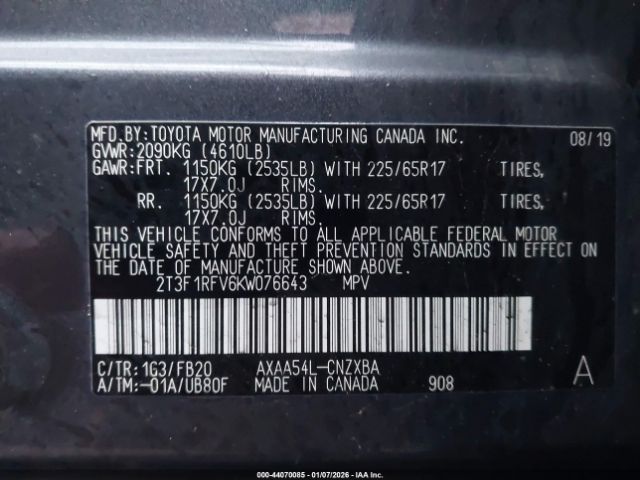 MFD.BY:TOYOTA MOTOR MANUFACTURING CANADA INC. 08/19
GVWR:2090KG (4610LB)
GAWR:FRT. 1150KG (2535LB) WITH 225/65R17 TIRES,
17X7.0J RIMS.
RR. 1150KG (2535LB) WITH 225/65R17 TIRES,
17X7.0J RIMS.
THIS VEHICLE CONFORMS TO ALL APPLICABLE FEDERAL MOTOR
VEHICLE SAFETY AND THEFT PREVENTION STANDARDS IN EFFECT ON
THE DATE OF MANUFACTURE SHOWN ABOVE.
2T3F1RFV6KW076643 MPV
C/TR:1G3/FB20 AXAA54L-CNZXBA
A/TM:-01A/UB80F MADE IN CANADA 908 A
000-44070085 - 01/07/2026 - IAA Inc.